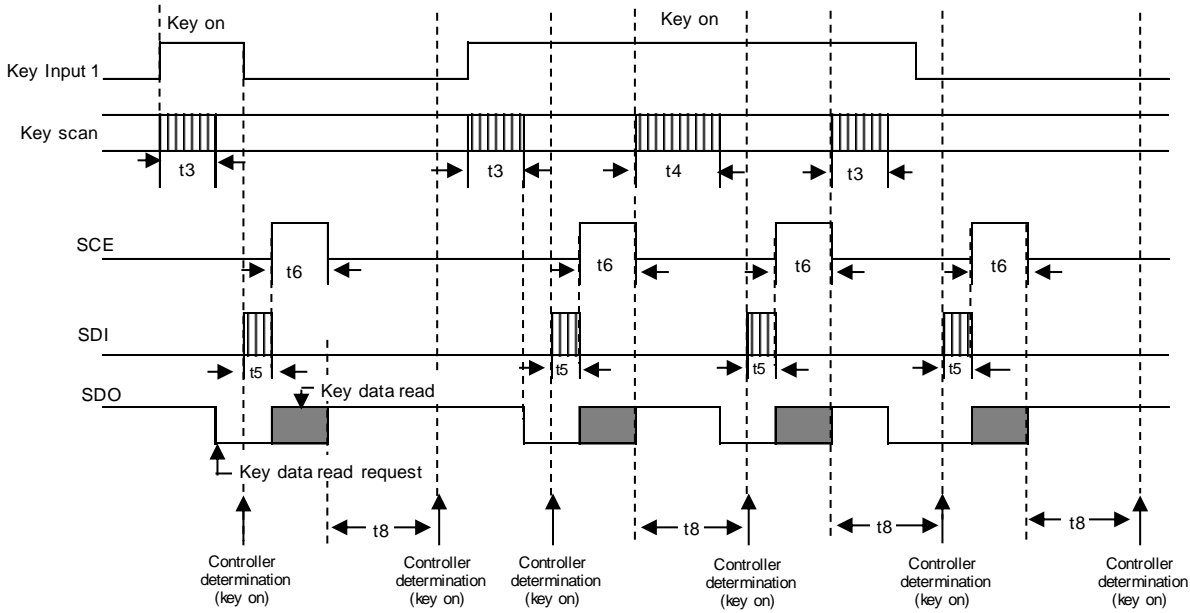 Key on
Key on
Key Input 1
Key scan
t3
t3
t4
t3
SCE
t6
t6
t6
t6
SDI
t5
t5
t5
t5
SDO
Key data read
Key data read request
t8
t8
t8
t8
Controller
determination
(key on)
Controller
determination
(key on)
Controller
determination
(key on)
Controller
determination
(key on)
Controller
determination
(key on)
Controller
determination
(key on)